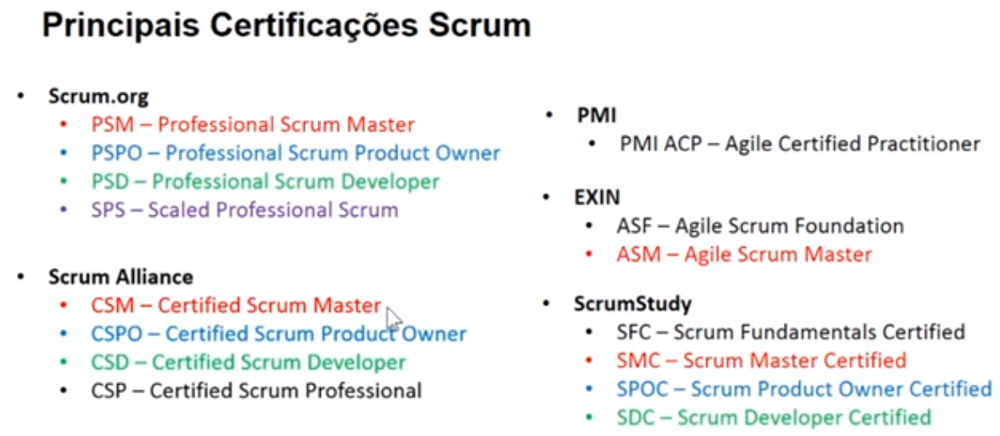 Principais Certificações Scrum
• Scrum.org
• PSM – Professional Scrum Master
• PSPO – Professional Scrum Product Owner
• PSD – Professional Scrum Developer
• SPS – Scaled Professional Scrum
• Scrum Alliance
• CSM – Certified Scrum Master
• CSPO – Certified Scrum Product Owner
• CSD – Certified Scrum Developer
• CSP – Certified Scrum Professional
• PMI
• PMI ACP – Agile Certified Practitioner
• EXIN
• ASF – Agile Scrum Foundation
• ASM – Agile Scrum Master
• ScrumStudy
• SFC – Scrum Fundamentals Certified
• SMC – Scrum Master Certified
• SPOC – Scrum Product Owner Certified
• SDC – Scrum Developer Certified